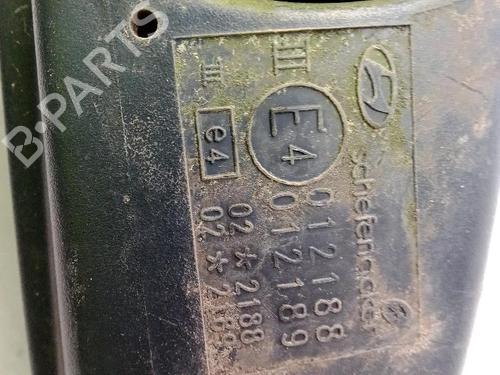 B-PARTS
schefenacker
III
E4
012188
012189
III
e4
02*2188
02*2189